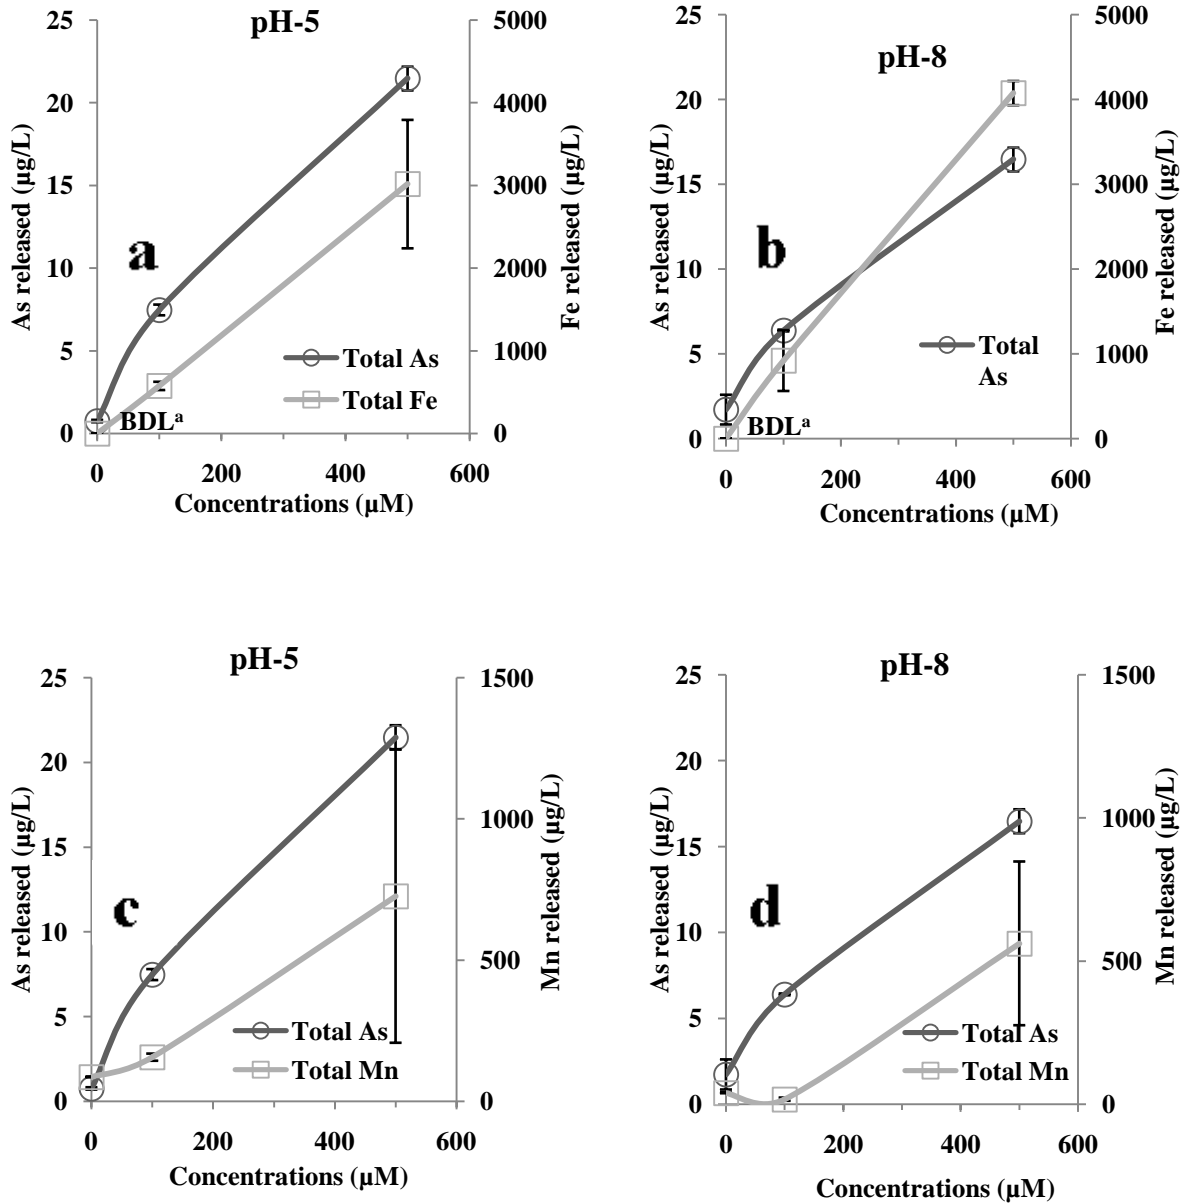 pH-5
25
20
15
10
5
0
5000
4000
3000
2000
1000
0
As released (µg/L)
Fe released (µg/L)
a
Total As
Total Fe
BDLᵃ
0 200 400 600
Concentrations (µM)
pH-8
25
20
15
10
5
0
5000
4000
3000
2000
1000
0
As released (µg/L)
Fe released (µg/L)
b
Total
As
BDLᵃ
0 200 400 600
Concentrations (µM)
pH-5
25
20
15
10
5
0
1500
1000
500
0
As released (µg/L)
Mn released (µg/L)
c
Total As
Total Mn
0 200 400 600
Concentrations (µM)
pH-8
25
20
15
10
5
0
1500
1000
500
0
As released (µg/L)
Mn released (µg/L)
d
Total As
Total Mn
0 200 400 600
Concentrations (µM)